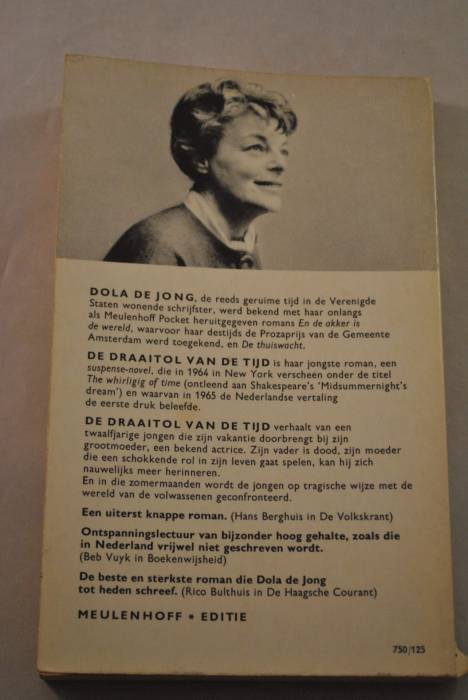 DOLA DE JONG, de reeds geruime tijd in de Verenigde
Staten wonende schrijfster, werd bekend met haar onlangs
als Meulenhoff Pocket heruitgegeven romans En de akker is
de wereld, waarvoor haar destijds de Prozaprijs van de Gemeente
Amsterdam werd toegekend, en De thuiswacht.
DE DRAAITOL VAN DE TIJD is haar jongste roman, een
suspense-novel, die in 1964 in New York verscheen onder de titel
The whirligig of time (ontleend aan Shakespeare's 'Midsummernight's
dream') en waarvan in 1965 de Nederlandse vertaling
de eerste druk beleefde.
DE DRAAITOL VAN DE TIJD verhaalt van een
twaalfjarige jongen die zijn vakantie doorbrengt bij zijn
grootmoeder, een bekend actrice. Zijn vader is dood, zijn moeder
die een schokkende rol in zijn leven gaat spelen, kan hij zich
nauwelijks meer herinneren.
En in die zomermaanden wordt de jongen op tragische wijze met de
wereld van de volwassenen geconfronteerd.
Een uiterst knappe roman. (Hans Berghuis in De Volkskrant)
Ontspanningslectuur van bijzonder hoog gehalte, zoals die
in Nederland vrijwel niet geschreven wordt.
(Beb Vuyk in Boekenwijsheid)
De beste en sterkste roman die Dola de Jong
tot heden schreef. (Rico Bulthuis in De Haagsche Courant)
MEULENHOFF • EDITIE
750/125